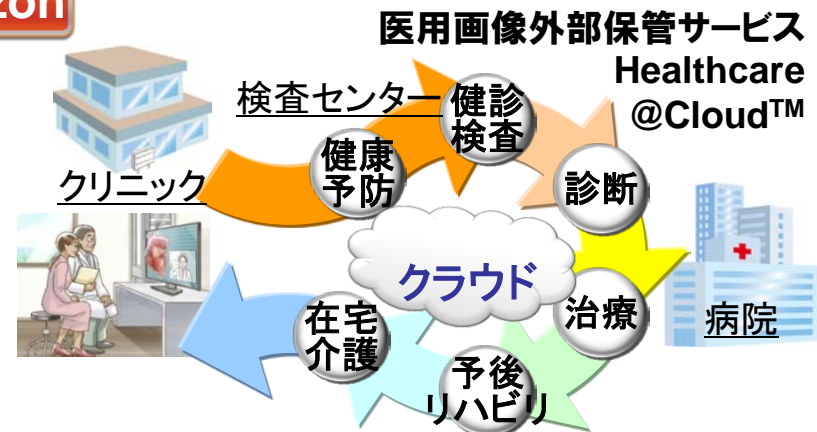 zon
医用画像外部保管サービス
Healthcare
@Cloud™
検査センター
健診
検査
健康
予防
クリニック
診断
クラウド
治療
病院
在宅
介護
予後
リハビリ